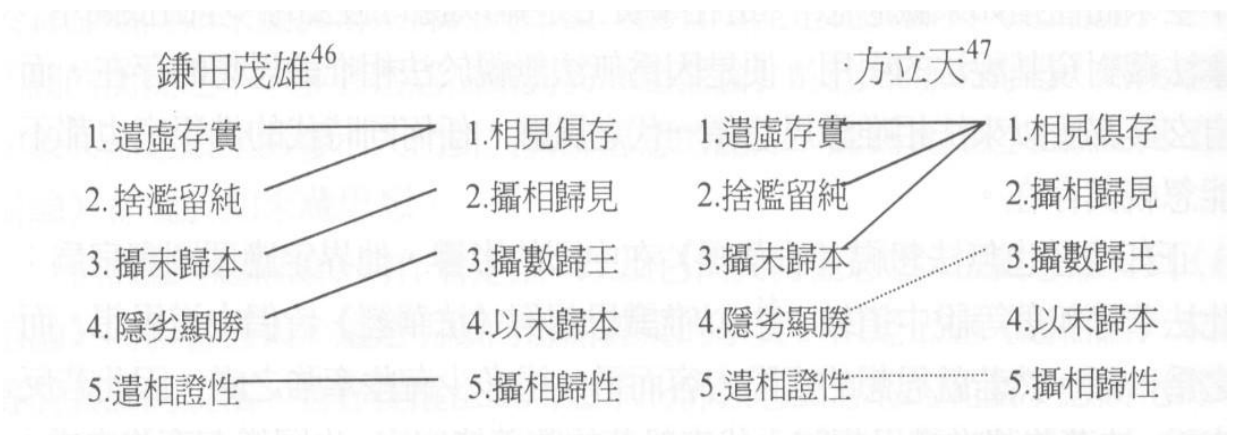 鎌田茂雄46 方立天47
1.遣虛存實 1.相見俱存 1.遣虛存實 1.相見俱存
2.捨濫留純 2.攝相歸見 2.捨濫留純 2.攝相歸見
3.攝末歸本 3.攝數歸王 3.攝末歸本 3.攝數歸王
4.隱劣顯勝 4.以末歸本 4.隱劣顯勝 4.以末歸本
5.遣相證性 5.攝相歸性 5.遣相證性 5.攝相歸性